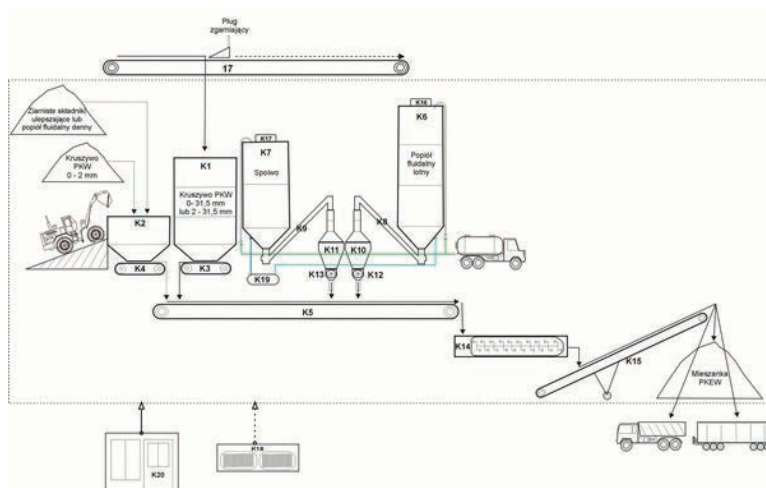 Pług
zgarniający
17
Ziarniste składniki
ulepszające lub
popiół fluidalny denny
Kruszywo
PKW
0 - 2 mm
K2
K4
K1
Kruszywo PKW
0- 31,5 mm
lub 2 - 31,5 mm
K3
K17
K7
Spoiwo
K9
K19
K16
K6
Popiół
fluidalny
lotny
K8
K11
K10
K13
K12
K5
K14
K15
Mieszanka
PKEW
K20
K18